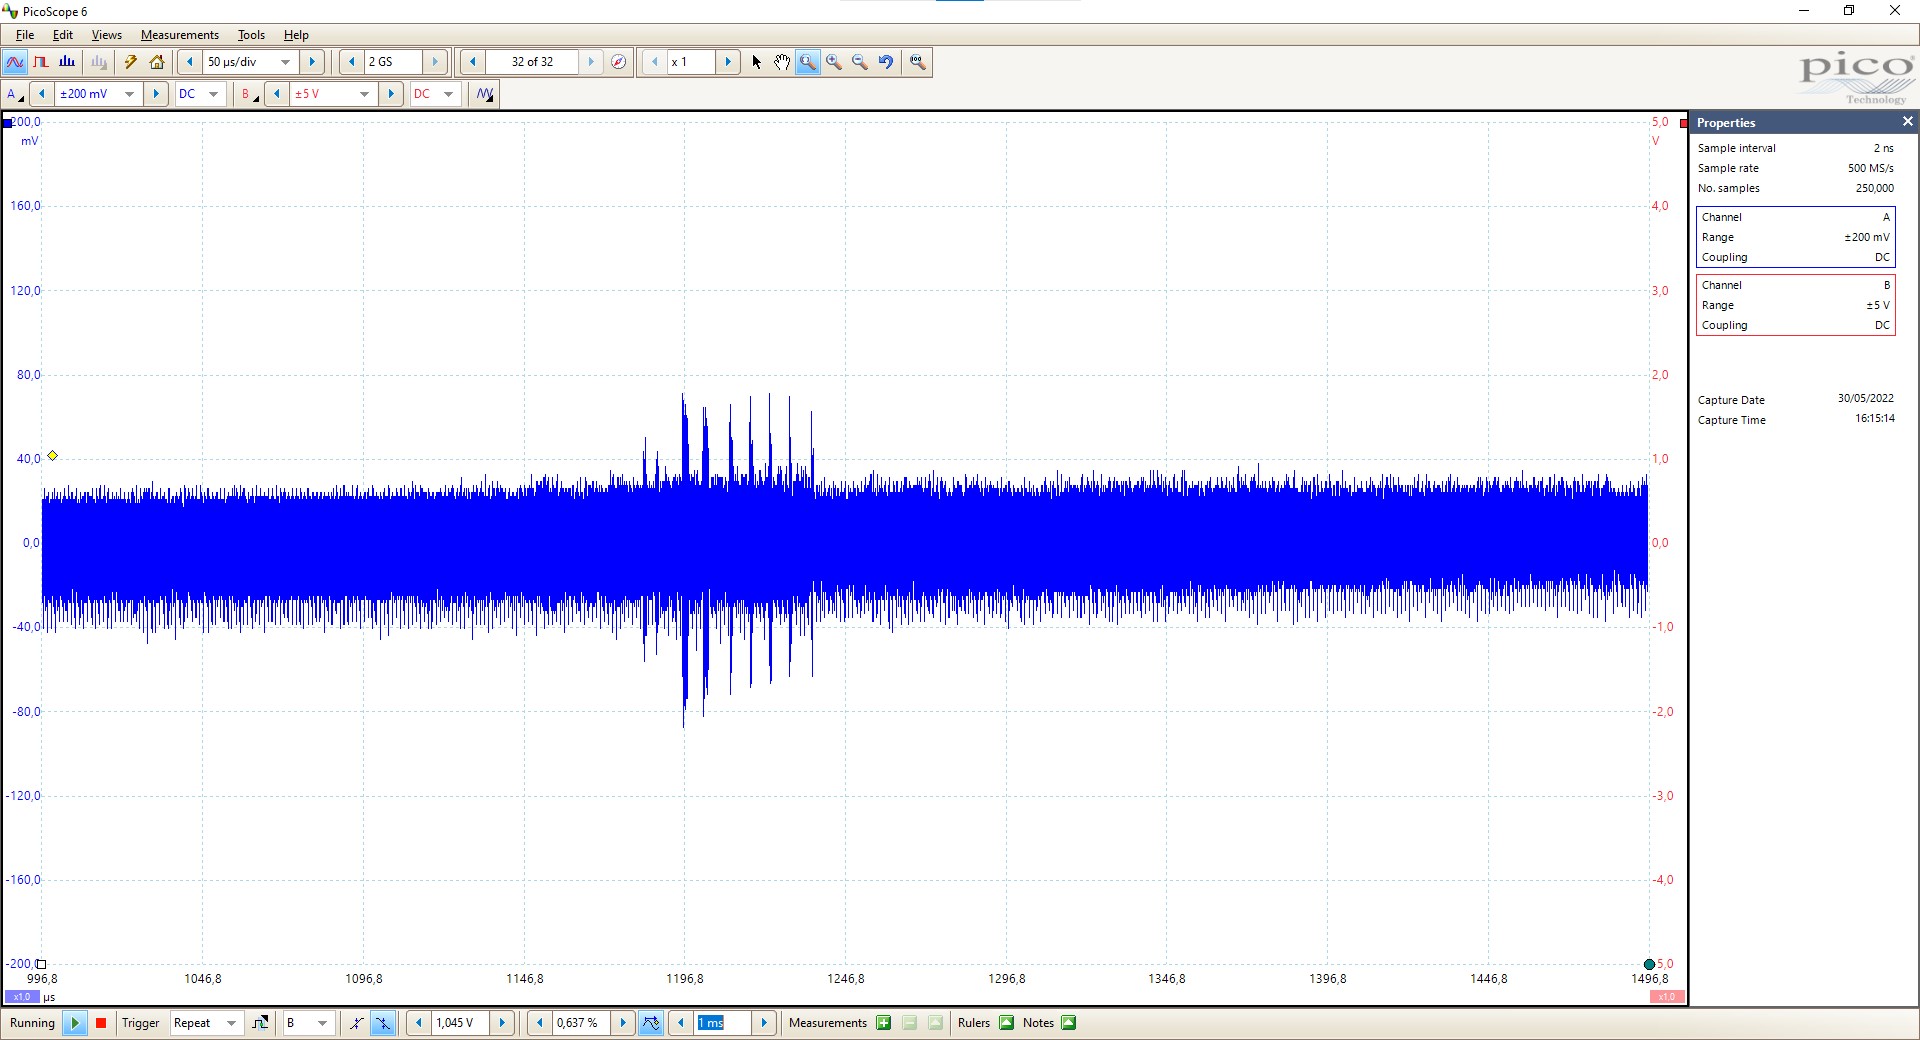 PicoScope 6
File Edit Views Measurements Tools Help
50 µs/div 2 GS 32 of 32 x 1
pico
Technology
A ±200 mV DC B ±5 V DC
200,0 5,0
mV V
160,0 4,0
120,0 3,0
80,0 2,0
40,0 1,0
0,0 0,0
-40,0 -1,0
-80,0 -2,0
-120,0 -3,0
-160,0 -4,0
-200,0 -5,0
996,8 1046,8 1096,8 1146,8 1196,8 1246,8 1296,8 1346,8 1396,8 1446,8 1496,8
x1,0 µs x1,0
Properties
Sample interval 2 ns
Sample rate 500 MS/s
No. samples 250,000
Channel A
Range ±200 mV
Coupling DC
Channel B
Range ±5 V
Coupling DC
Capture Date 30/05/2022
Capture Time 16:15:14
Running Trigger Repeat B 1,045 V 0,637 % 1 ms Measurements Rulers Notes